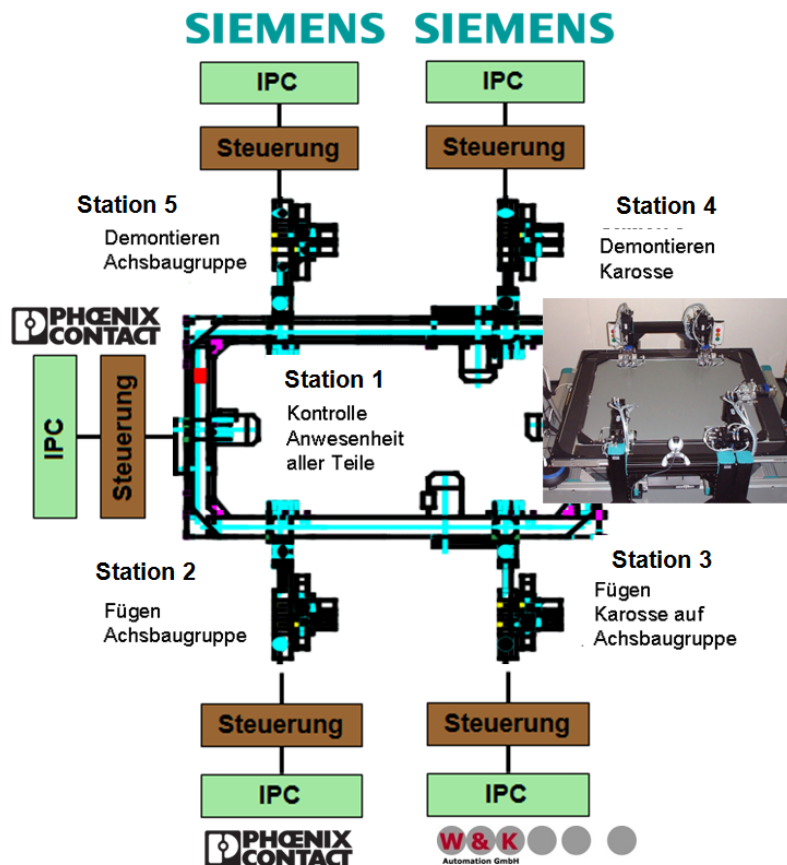 SIEMENS SIEMENS
IPC
IPC
Steuerung
Steuerung
Station 5
Demontieren
Achsbaugruppe
Station 4
Demontieren
Karosse
PHŒNIX
CONTACT
IPC
Steuerung
Station 1
Kontrolle
Anwesenheit
aller Teile
Station 2
Fügen
Achsbaugruppe
Station 3
Fügen
Karosse auf
Achsbaugruppe
Steuerung
Steuerung
IPC
IPC
PHŒNIX
CONTACT
W & K
Automation GmbH